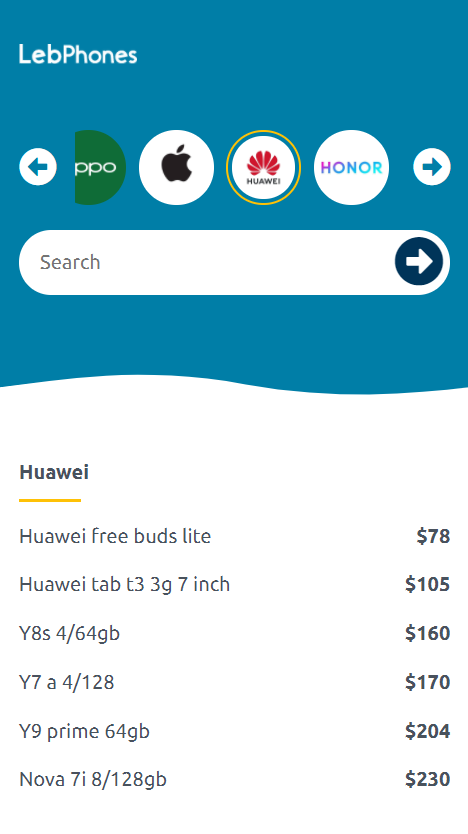 LebPhones
ppo
HUAWEI
HONOR
Search
Huawei
Huawei free buds lite $78
Huawei tab t3 3g 7 inch $105
Y8s 4/64gb $160
Y7 a 4/128 $170
Y9 prime 64gb $204
Nova 7i 8/128gb $230